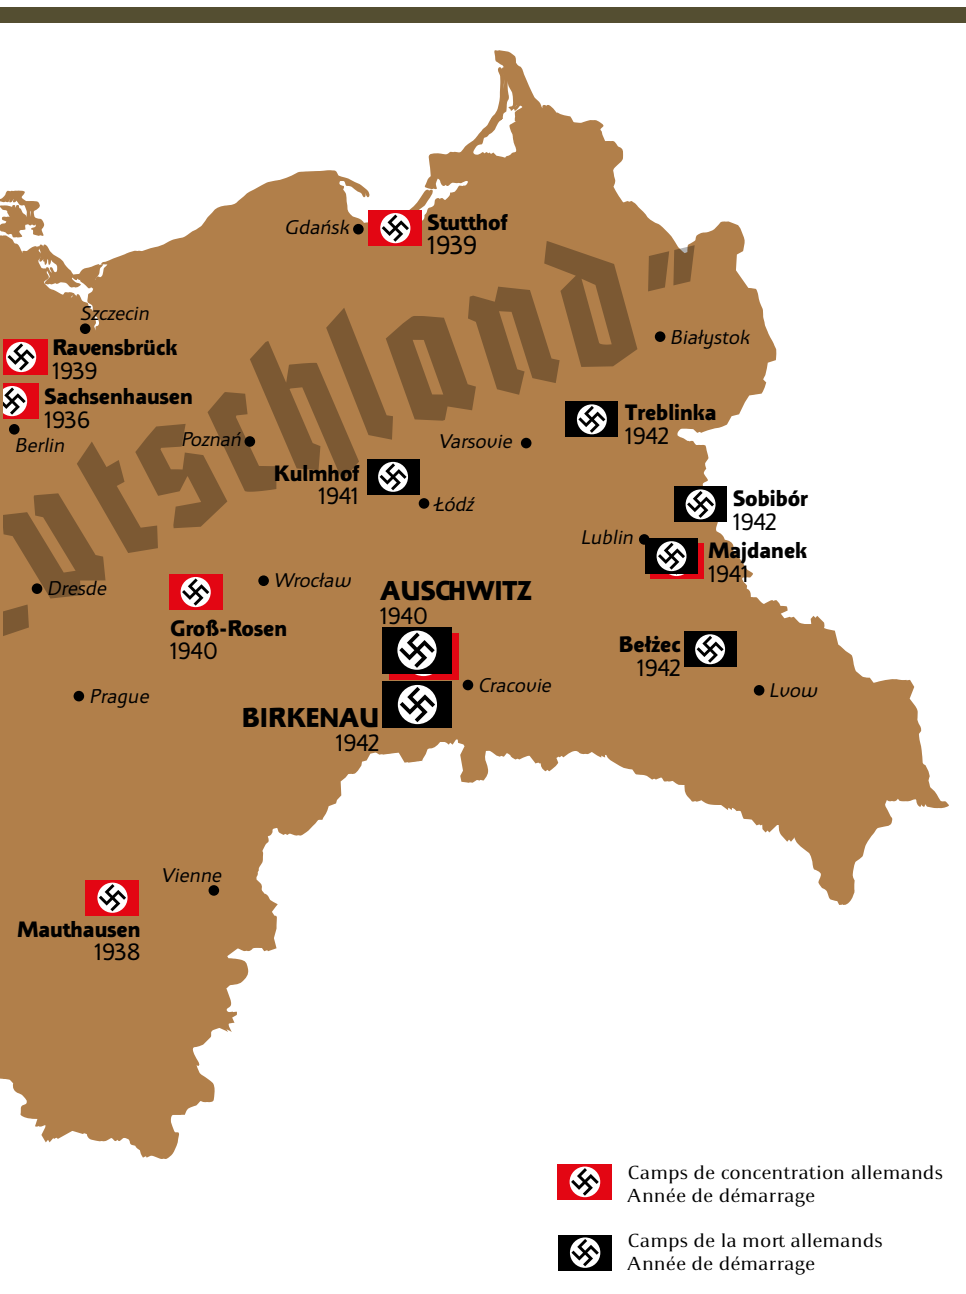 Gdańsk
Stutthof
1939
Szczecin
Ravensbrück
1939
Sachsenhausen
1936
Berlin
Białystok
Treblinka
1942
Poznań
Varsovie
Kulmhof
1941
Łódź
Sobibór
1942
Lublin
Majdanek
1941
utschland”
Dresde
Wrocław
Groß-Rosen
1940
AUSCHWITZ
1940
Bełżec
1942
Cracovie
Lvow
Prague
BIRKENAU
1942
Vienne
Mauthausen
1938
Camps de concentration allemands
Année de démarrage
Camps de la mort allemands
Année de démarrage